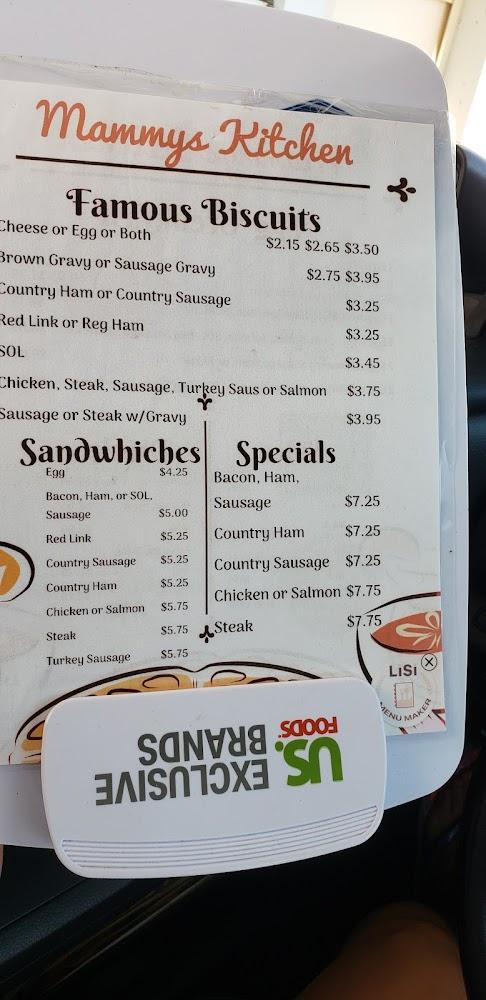 Mammys Kitchen
Famous Biscuits
Cheese or Egg or Both $2.15 $2.65 $3.50
Brown Gravy or Sausage Gravy $2.75 $3.95
Country Ham or Country Sausage $3.25
Red Link or Reg Ham $3.25
SOL $3.45
Chicken, Steak, Sausage, Turkey Saus or Salmon $3.75
Sausage or Steak w/Gravy $3.95
Sandwhiches
Egg $4.25
Bacon, Ham, or SOL,
Sausage $5.00
Red Link $5.25
Country Sausage $5.25
Country Ham $5.25
Chicken or Salmon $5.75
Steak $5.75
Turkey Sausage $5.75
Specials
Bacon, Ham,
Sausage $7.25
Country Ham $7.25
Country Sausage $7.25
Chicken or Salmon $7.75
Steak $7.75
LiSi
MENU MAKER
US. FOODS
EXCLUSIVE
BRANDS